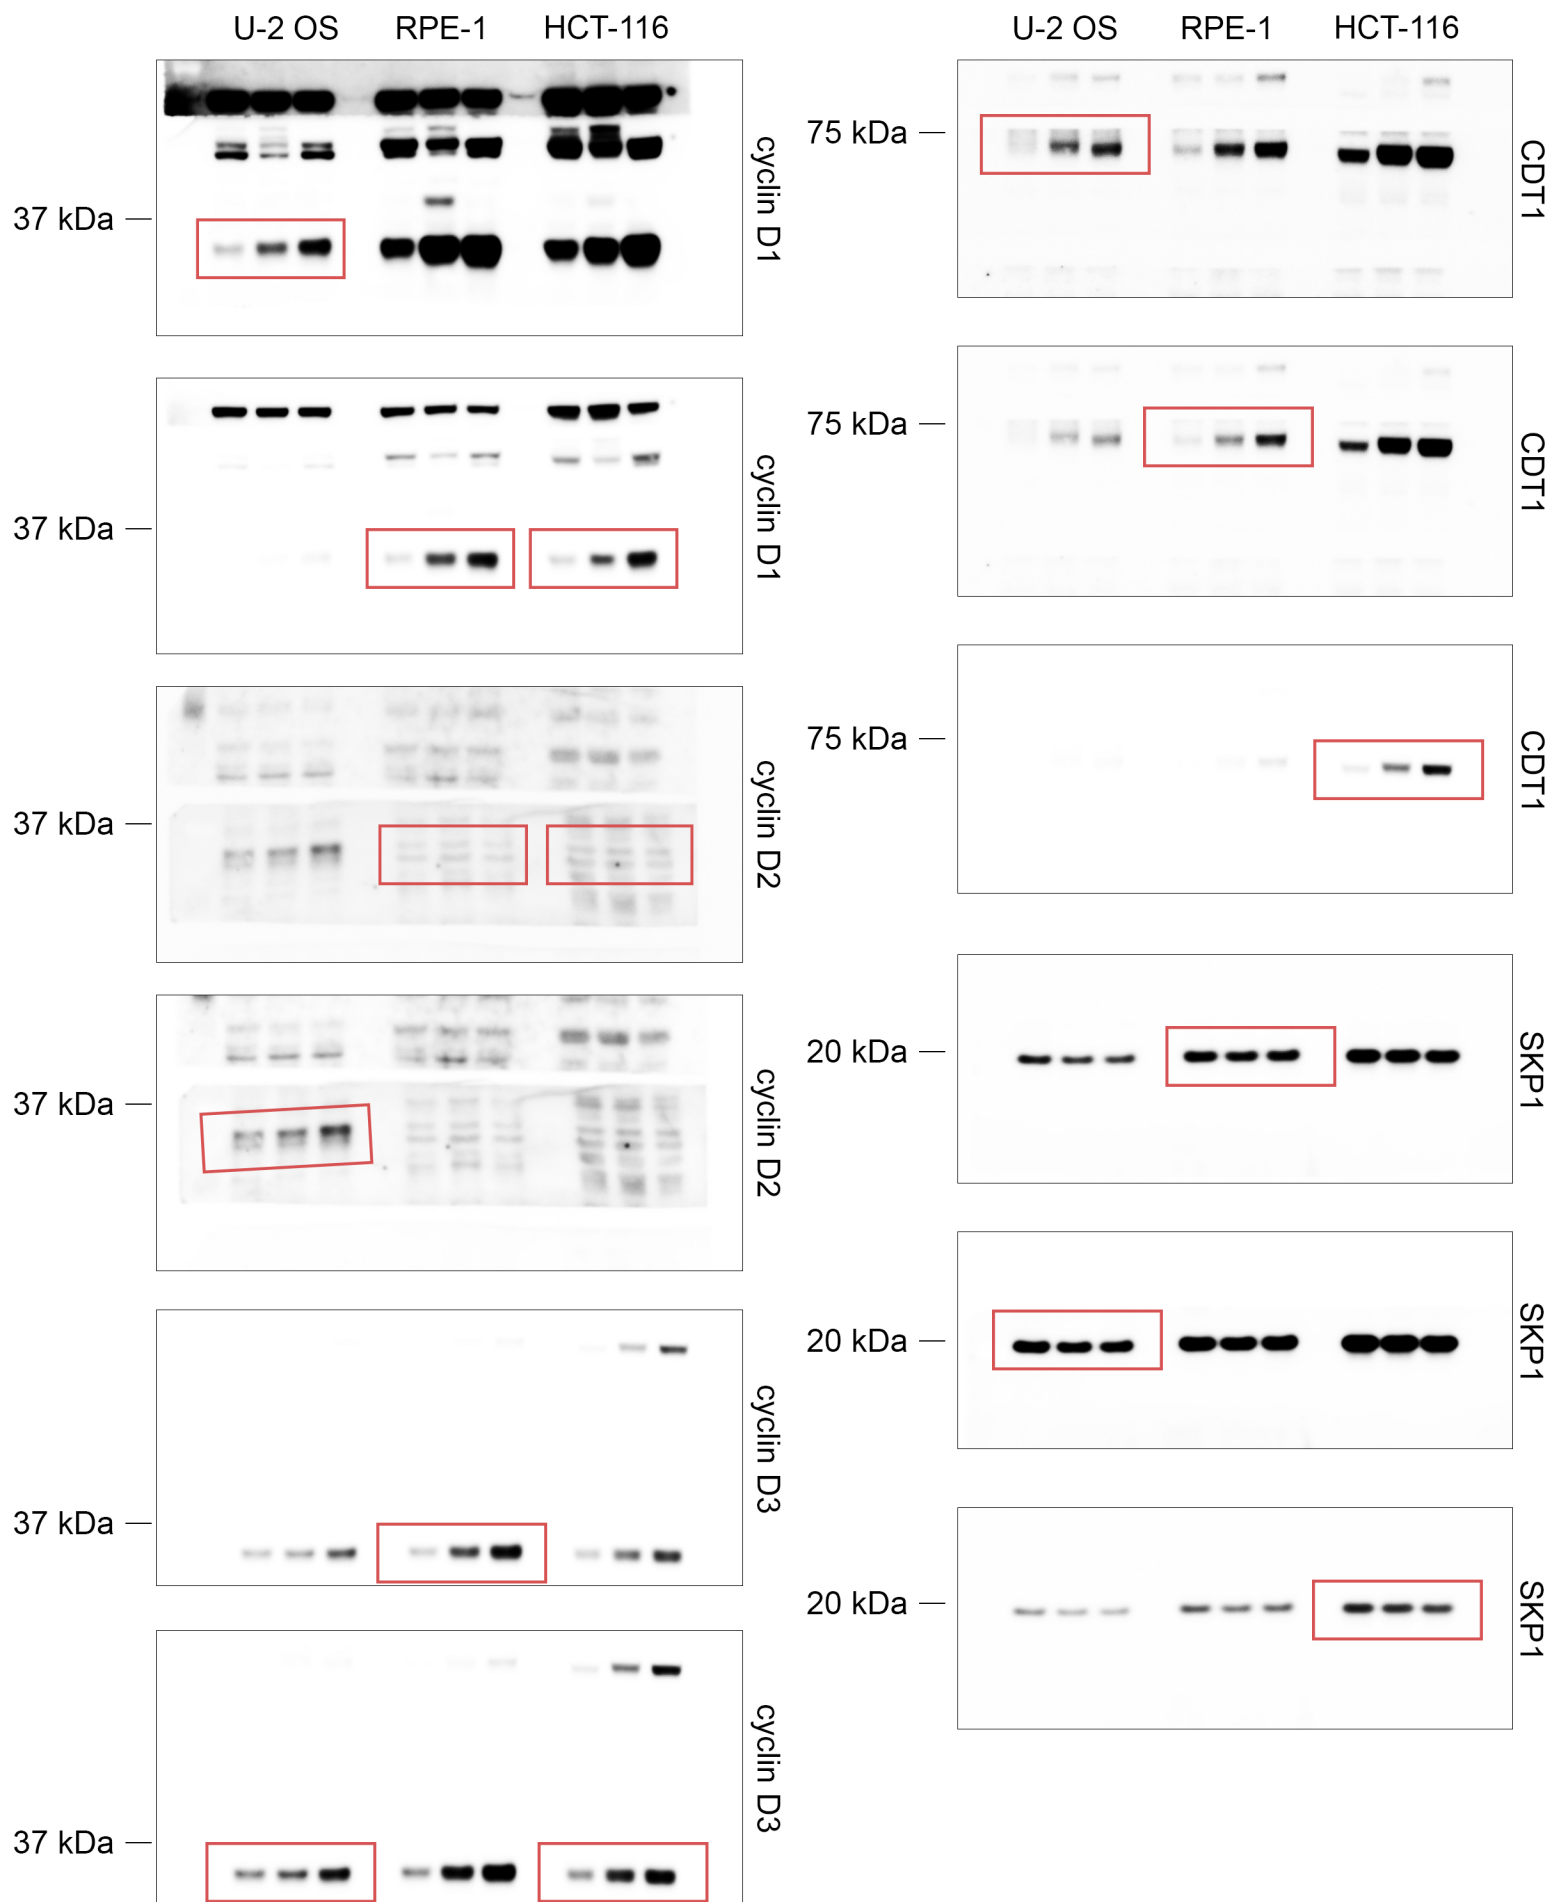 U-2 OS RPE-1 HCT-116
37 kDa
cyclin D1
37 kDa
cyclin D1
37 kDa
cyclin D2
37 kDa
cyclin D2
37 kDa
cyclin D3
37 kDa
cyclin D3
U-2 OS RPE-1 HCT-116
75 kDa
CDT1
75 kDa
CDT1
75 kDa
CDT1
20 kDa
SKP1
20 kDa
SKP1
20 kDa
SKP1